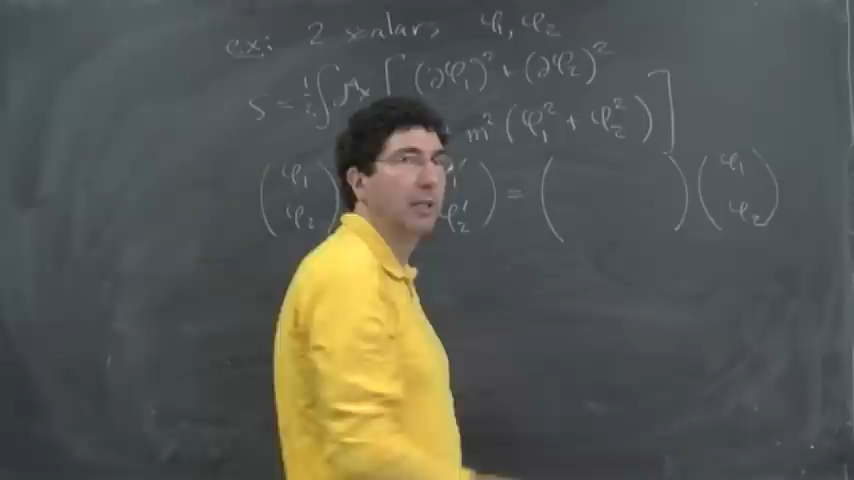 ex: 2 scalars φ₁, φ₂
S = ½ ∫ d⁴x [ (∂φ₁)² + (∂φ₂)²
m² (φ₁² + φ₂²) ]
( φ₁ φ₂ ) ( ₁′ φ₂′ ) = ( ) ( φ₁ φ₂ )